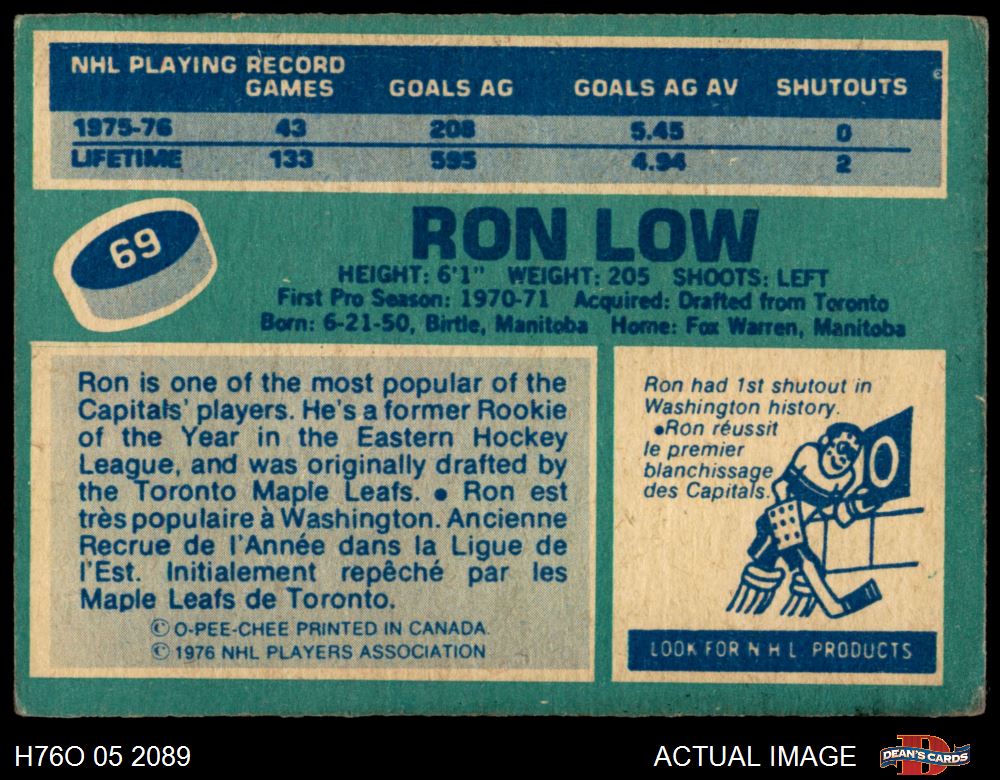 NHL PLAYING RECORD
GAMES GOALS AG GOALS AG AV SHUTOUTS
1975-76 43 208 5.45 0
LIFETIME 133 595 4.94 2
69
RON LOW
HEIGHT: 6'1" WEIGHT: 205 SHOOTS: LEFT
First Pro Season: 1970-71 Acquired: Drafted from Toronto
Born: 6-21-50, Birtle, Manitoba Home: Fox Warren, Manitoba
Ron is one of the most popular of the
Capitals' players. He's a former Rookie
of the Year in the Eastern Hockey
League, and was originally drafted by
the Toronto Maple Leafs. • Ron est
très populaire à Washington. Ancienne
Recrue de l'Année dans la Ligue de
l'Est. Initialement repêché par les
Maple Leafs de Toronto.
© O-PEE-CHEE PRINTED IN CANADA.
© 1976 NHL PLAYERS ASSOCIATION
Ron had 1st shutout in
Washington history.
•Ron réussit
le premier
blanchissage
des Capitals.
0
LOOK FOR N H L PRODUCTS
H76O 05 2089
ACTUAL IMAGE
DEAN'S CARDS